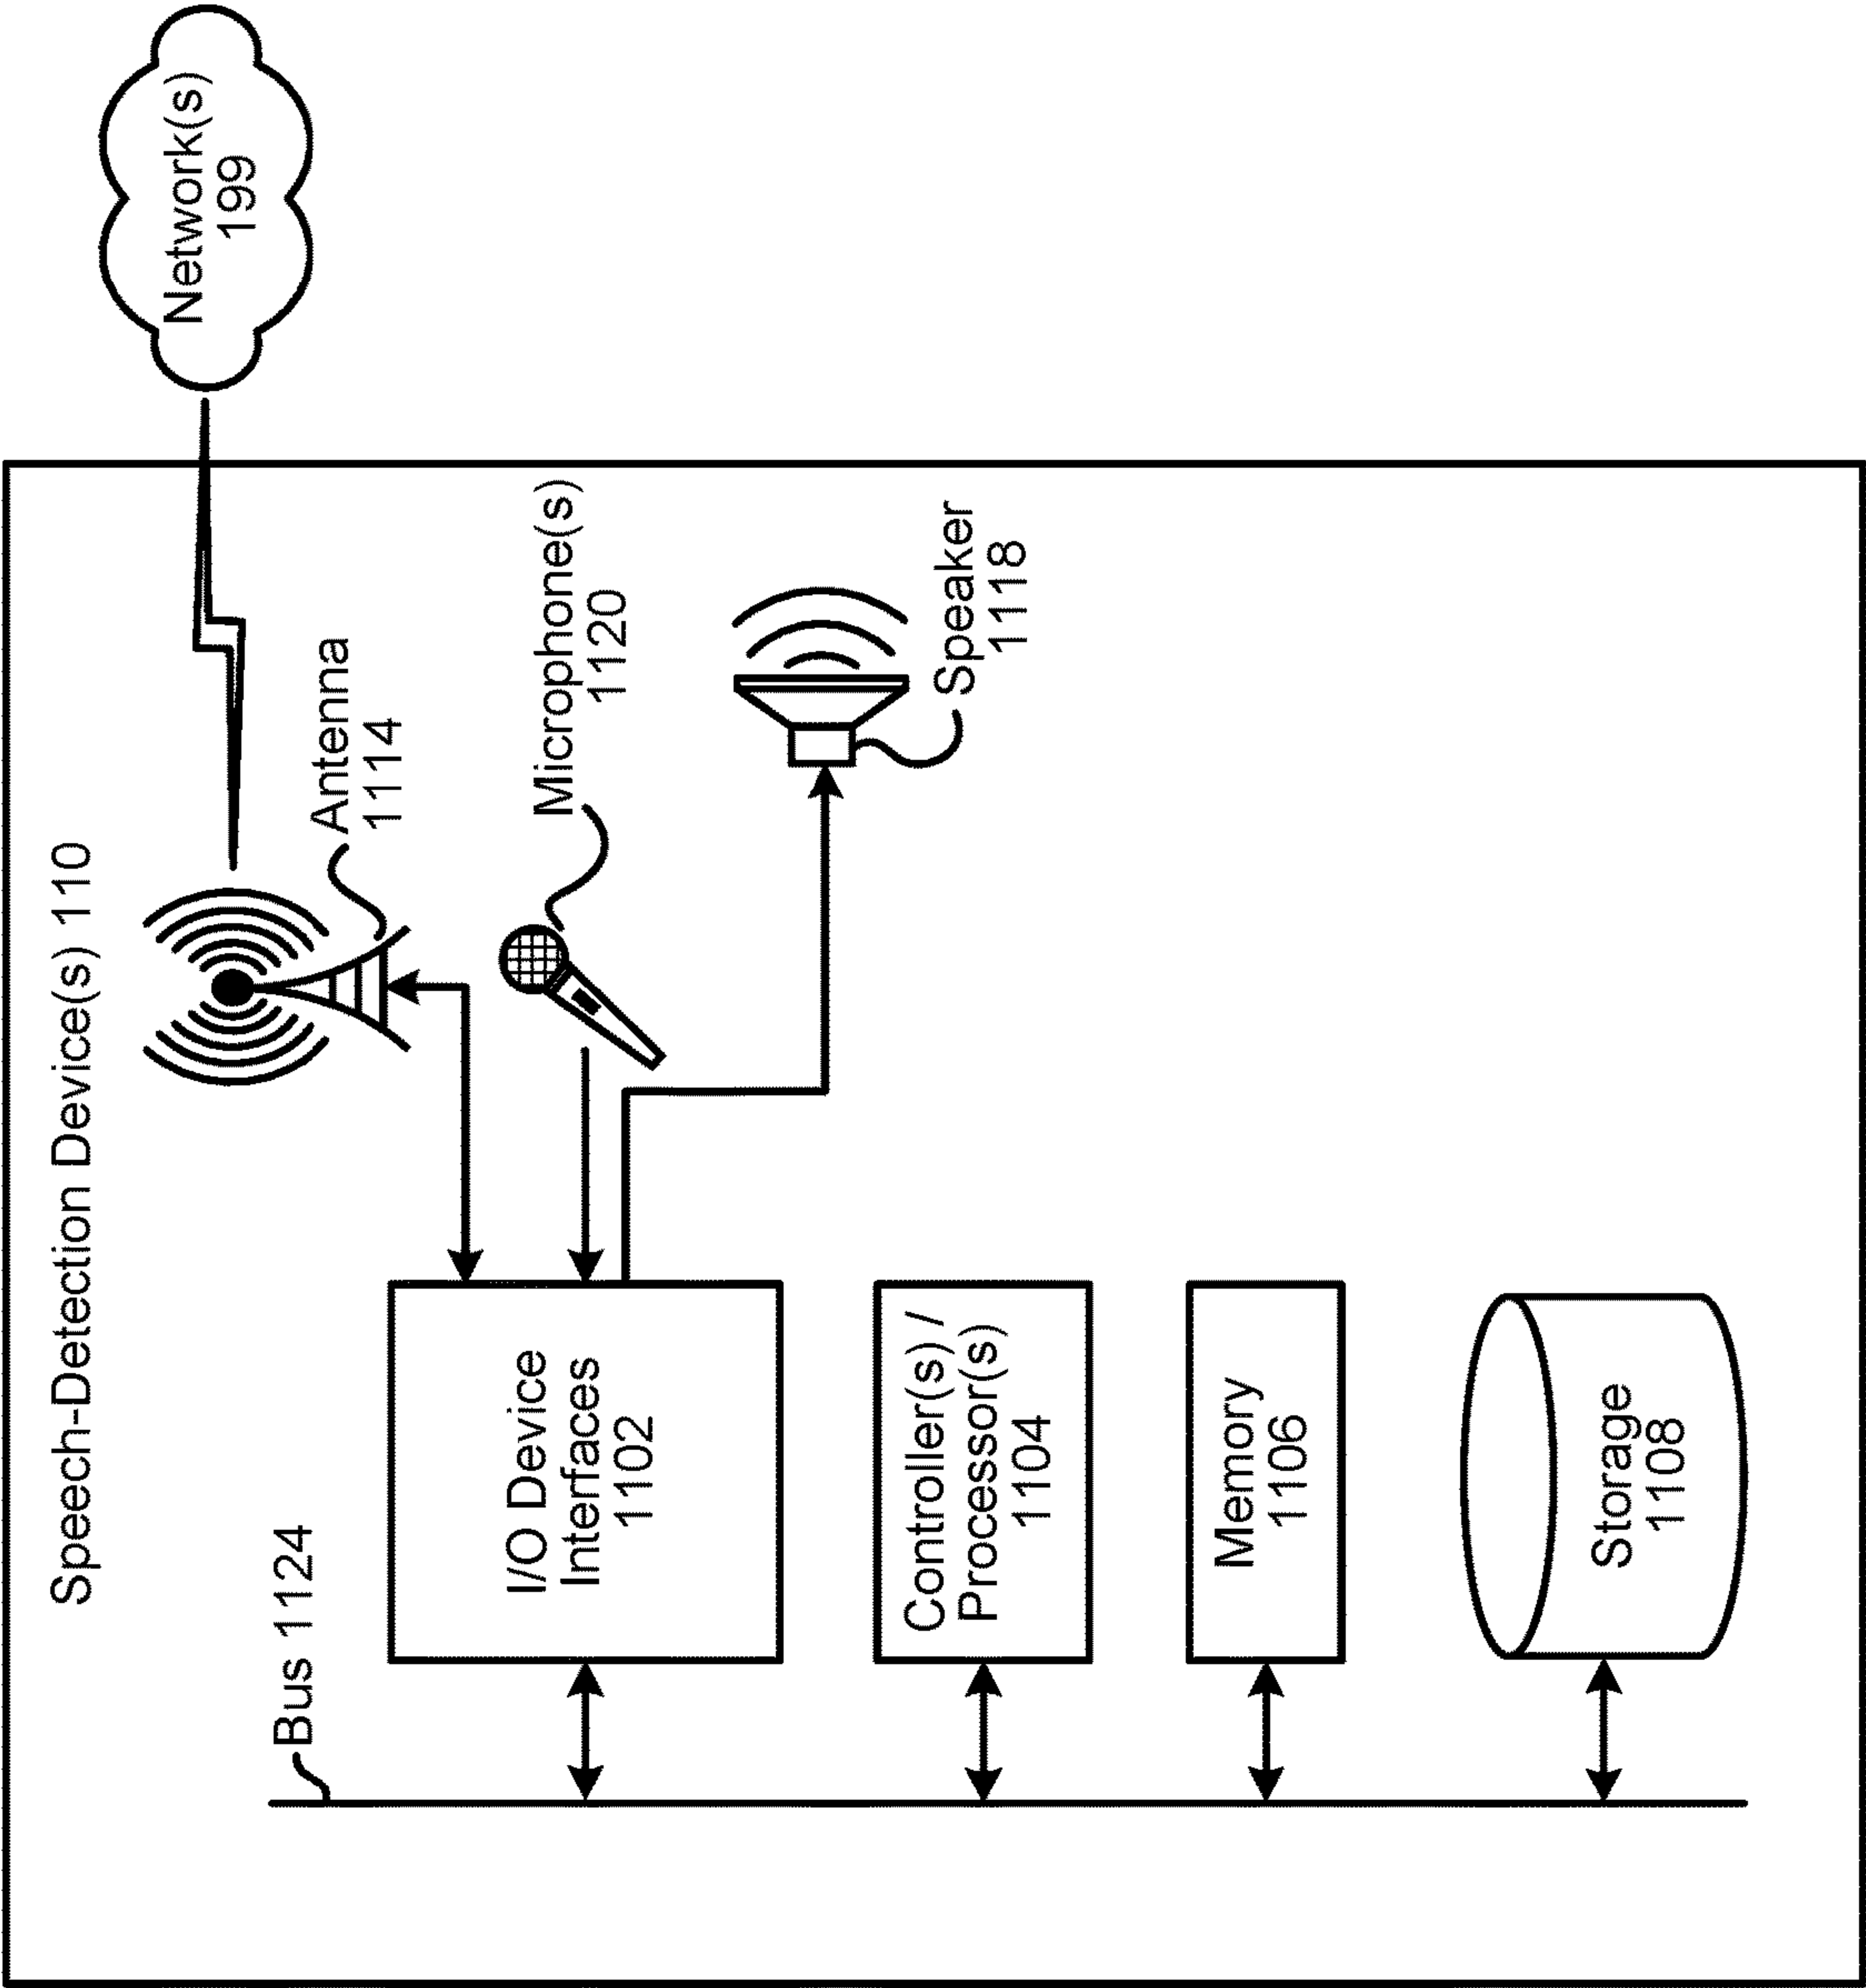 Speech-Detection Device(s) 110
Bus 1124
Antenna
1114
Network(s)
199
I/O Device
Interfaces
1102
Microphone(s)
1120
Speaker
1118
Controller(s) /
Processor(s)
1104
Memory
1106
Storage
1108